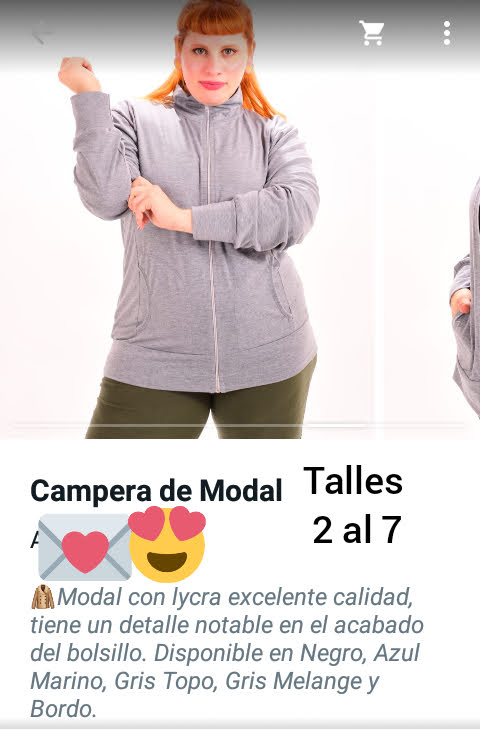 Campera de Modal
Talles
2 al 7
Modal con lycra excelente calidad,
tiene un detalle notable en el acabado
del bolsillo. Disponible en Negro, Azul
Marino, Gris Topo, Gris Melange y
Bordo.